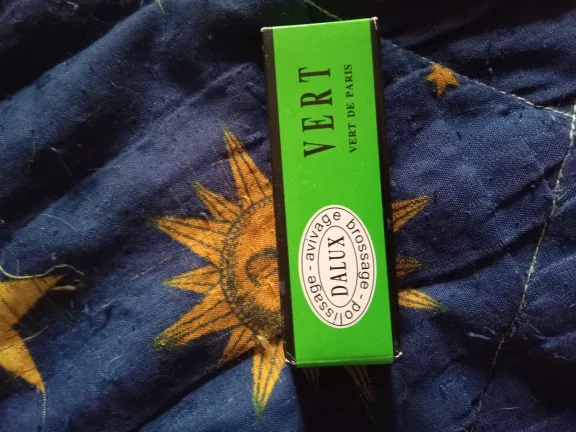 VERT
VERT DE PARIS
polissage - avivage brossage -
DALUX